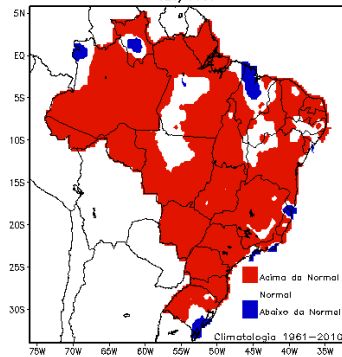 5N
EQ
5S
10S
15S
20S
25S
30S
75W 70W 65W 60W 55W 50W 45W 40W 35W
Acima da Normal
Normal
Abaixo da Normal
Climatologia 1961–2010